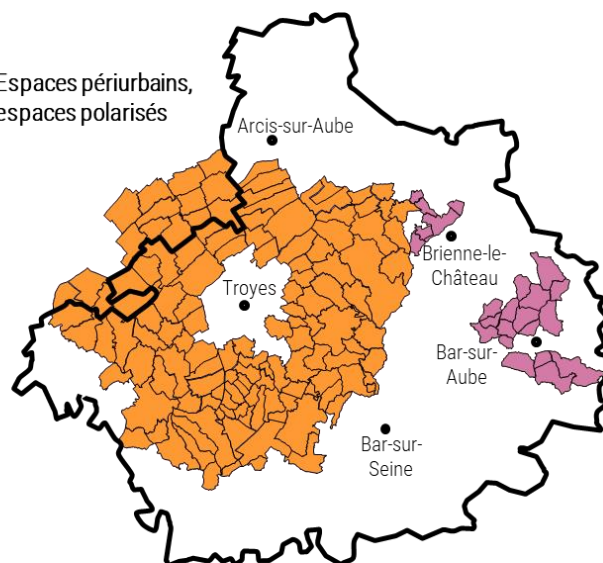 Espaces périurbains,
espaces polarisés
Arcis-sur-Aube
Brienne-le-
Château
Troyes
Bar-sur-
Aube
Bar-sur-
Seine